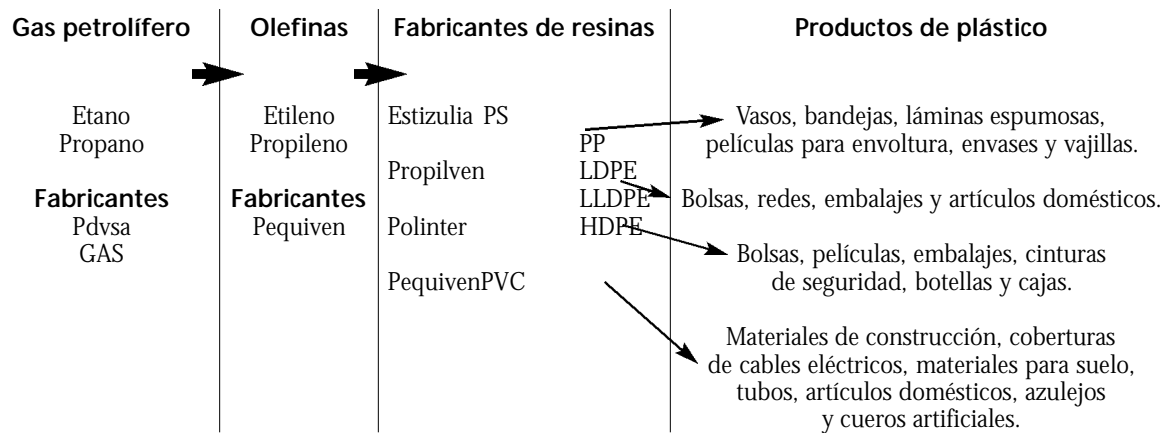 Gas petrolífero
Olefinas
Fabricantes de resinas
Productos de plástico
Etano
Propano
Fabricantes
Pdvsa
GAS
Etileno
Propileno
Fabricantes
Pequiven
Estizulia PS
PP
Propilven
LDPE
LLDPE
Polinter
HDPE
PequivenPVC
Vasos, bandejas, láminas espumosas,
películas para envoltura, envases y vajillas.
Bolsas, redes, embalajes y artículos domésticos.
Bolsas, películas, embalajes, cinturas
de seguridad, botellas y cajas.
Materiales de construcción, coberturas
de cables eléctricos, materiales para suelo,
tubos, artículos domésticos, azulejos
y cueros artificiales.